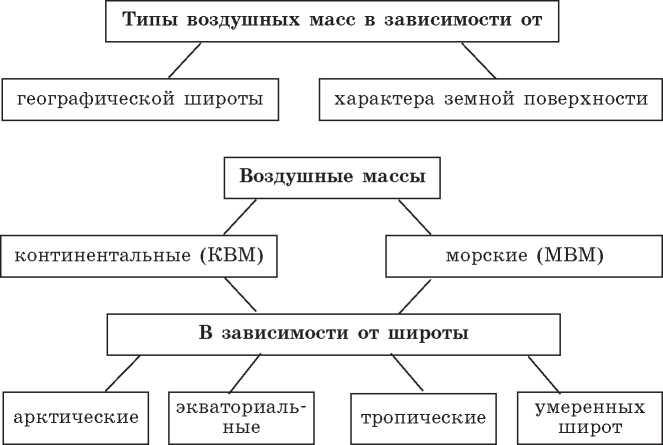 Типы воздушных масс в зависимости от
географической широты
характера земной поверхности
Воздушные массы
континентальные (КВМ)
морские (МВМ)
В зависимости от широты
арктические
экваториаль-
ные
тропические
умеренных
широт